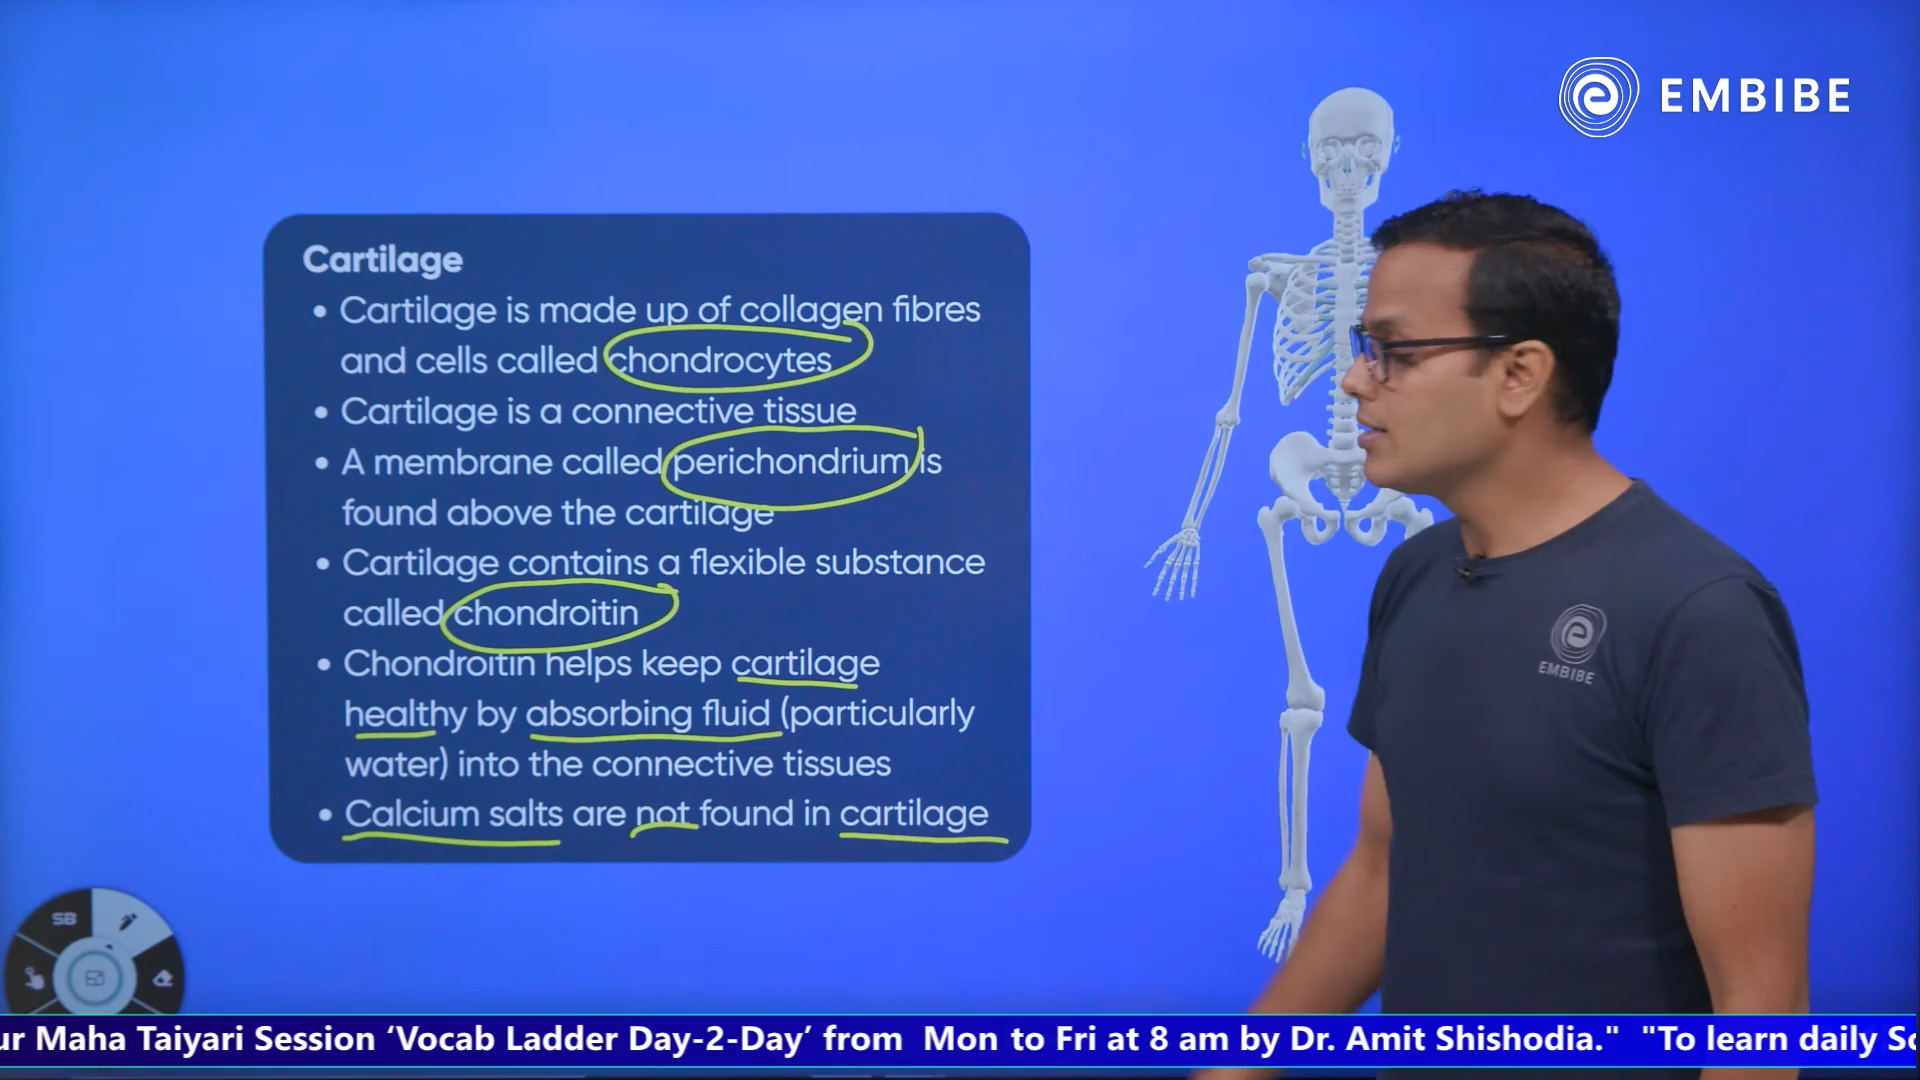 EMBIBE
Cartilage
• Cartilage is made up of collagen fibres
and cells called chondrocytes
• Cartilage is a connective tissue
• A membrane called perichondrium is
found above the cartilage
• Cartilage contains a flexible substance
called chondroitin
• Chondroitin helps keep cartilage
healthy by absorbing fluid (particularly
water) into the connective tissues
• Calcium salts are not found in cartilage
EMBIBE
SB
ur Maha Taiyari Session ‘Vocab Ladder Day-2-Day’ from Mon to Fri at 8 am by Dr. Amit Shishodia." "To learn daily Sc